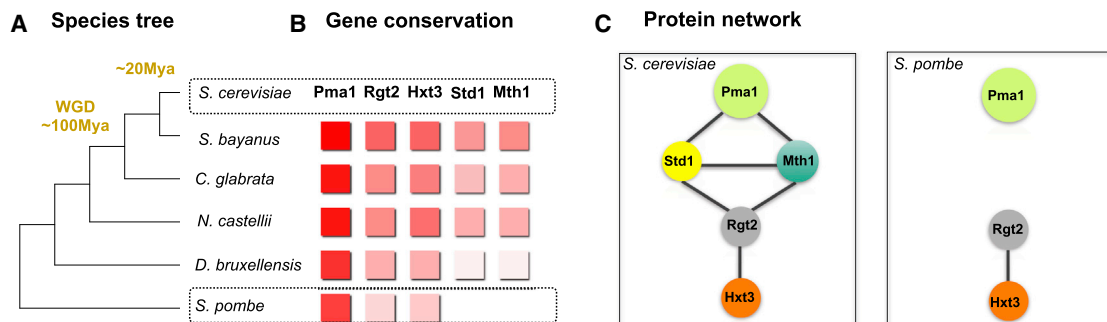 A Species tree
B Gene conservation
C Protein network
~20Mya
WGD
~100Mya
S. cerevisiae
S. bayanus
C. glabrata
N. castellii
D. bruxellensis
S. pombe
Pma1 Rgt2 Hxt3 Std1 Mth1
S. cerevisiae
Pma1
Std1 Mth1
Rgt2
Hxt3
S. pombe
Pma1
Rgt2
Hxt3